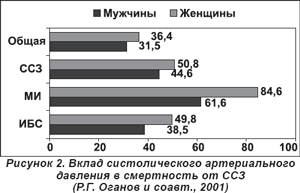 Мужчины Женщины
Общая 36,4
31,5
ССЗ 50,8
44,6
МИ 84,6
61,6
ИБС 49,8
38,5
0 20 40 60 80 100
Рисунок 2. Вклад систолического артериального
давления в смертность от ССЗ
(Р.Г. Оганов и соавт., 2001)